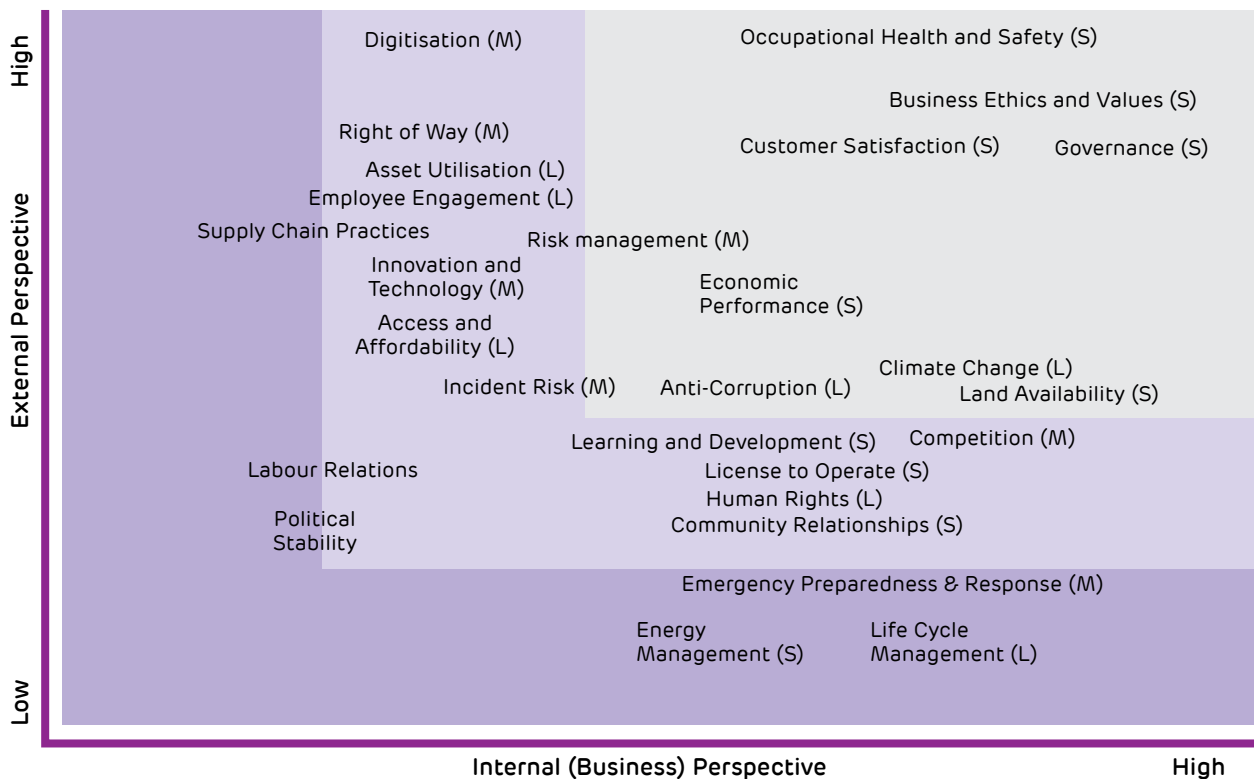 High
External Perspective
Low
Digitisation (M)
Occupational Health and Safety (S)
Business Ethics and Values (S)
Right of Way (M)
Customer Satisfaction (S)
Governance (S)
Asset Utilisation (L)
Employee Engagement (L)
Supply Chain Practices
Risk management (M)
Innovation and
Technology (M)
Economic
Performance (S)
Access and
Affordability (L)
Climate Change (L)
Incident Risk (M)
Anti-Corruption (L)
Land Availability (S)
Learning and Development (S)
Competition (M)
Labour Relations
License to Operate (S)
Human Rights (L)
Political
Stability
Community Relationships (S)
Emergency Preparedness & Response (M)
Energy
Management (S)
Life Cycle
Management (L)
Internal (Business) Perspective
High